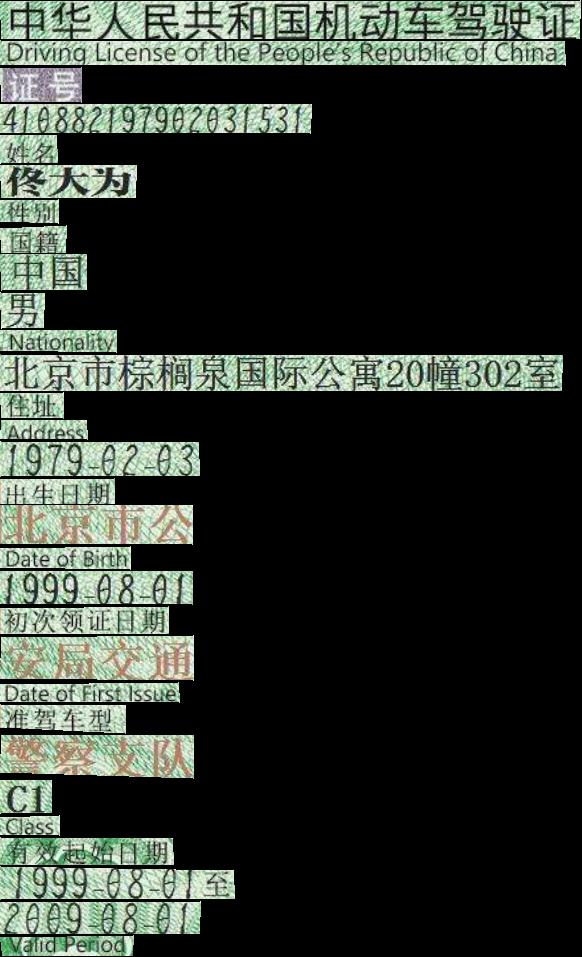 中华人民共和国机动车驾驶证
Driving License of the People's Republic of China
证号
410882197902031531
姓名
佟大为
性别
国籍
中国
男
Nationality
北京市棕榈泉国际公寓20幢302室
住址
Address
1979-02-03
出生日期
北京市公
Date of Birth
1999-08-01
初次领证日期
安局交通
Date of First Issue
准驾车型
警察支队
C1
Class
有效起始日期
1999-08-01至
2009-08-01
Valid Period